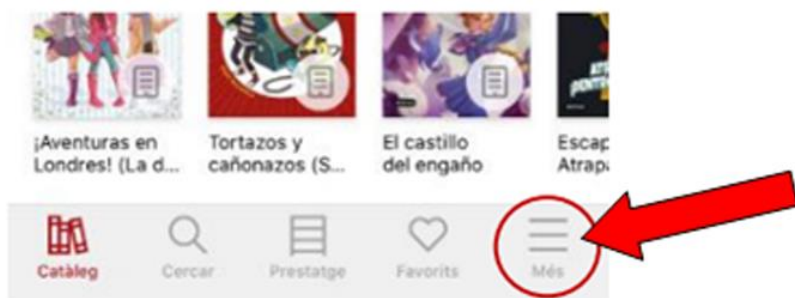 ¡Aventuras en
Londres! (La d...
Tortazos y
cañonazos (S...
El castillo
del engaño
Escap
Atrapa
Catàleg
Cercar
Prestatge
Favorits
Més